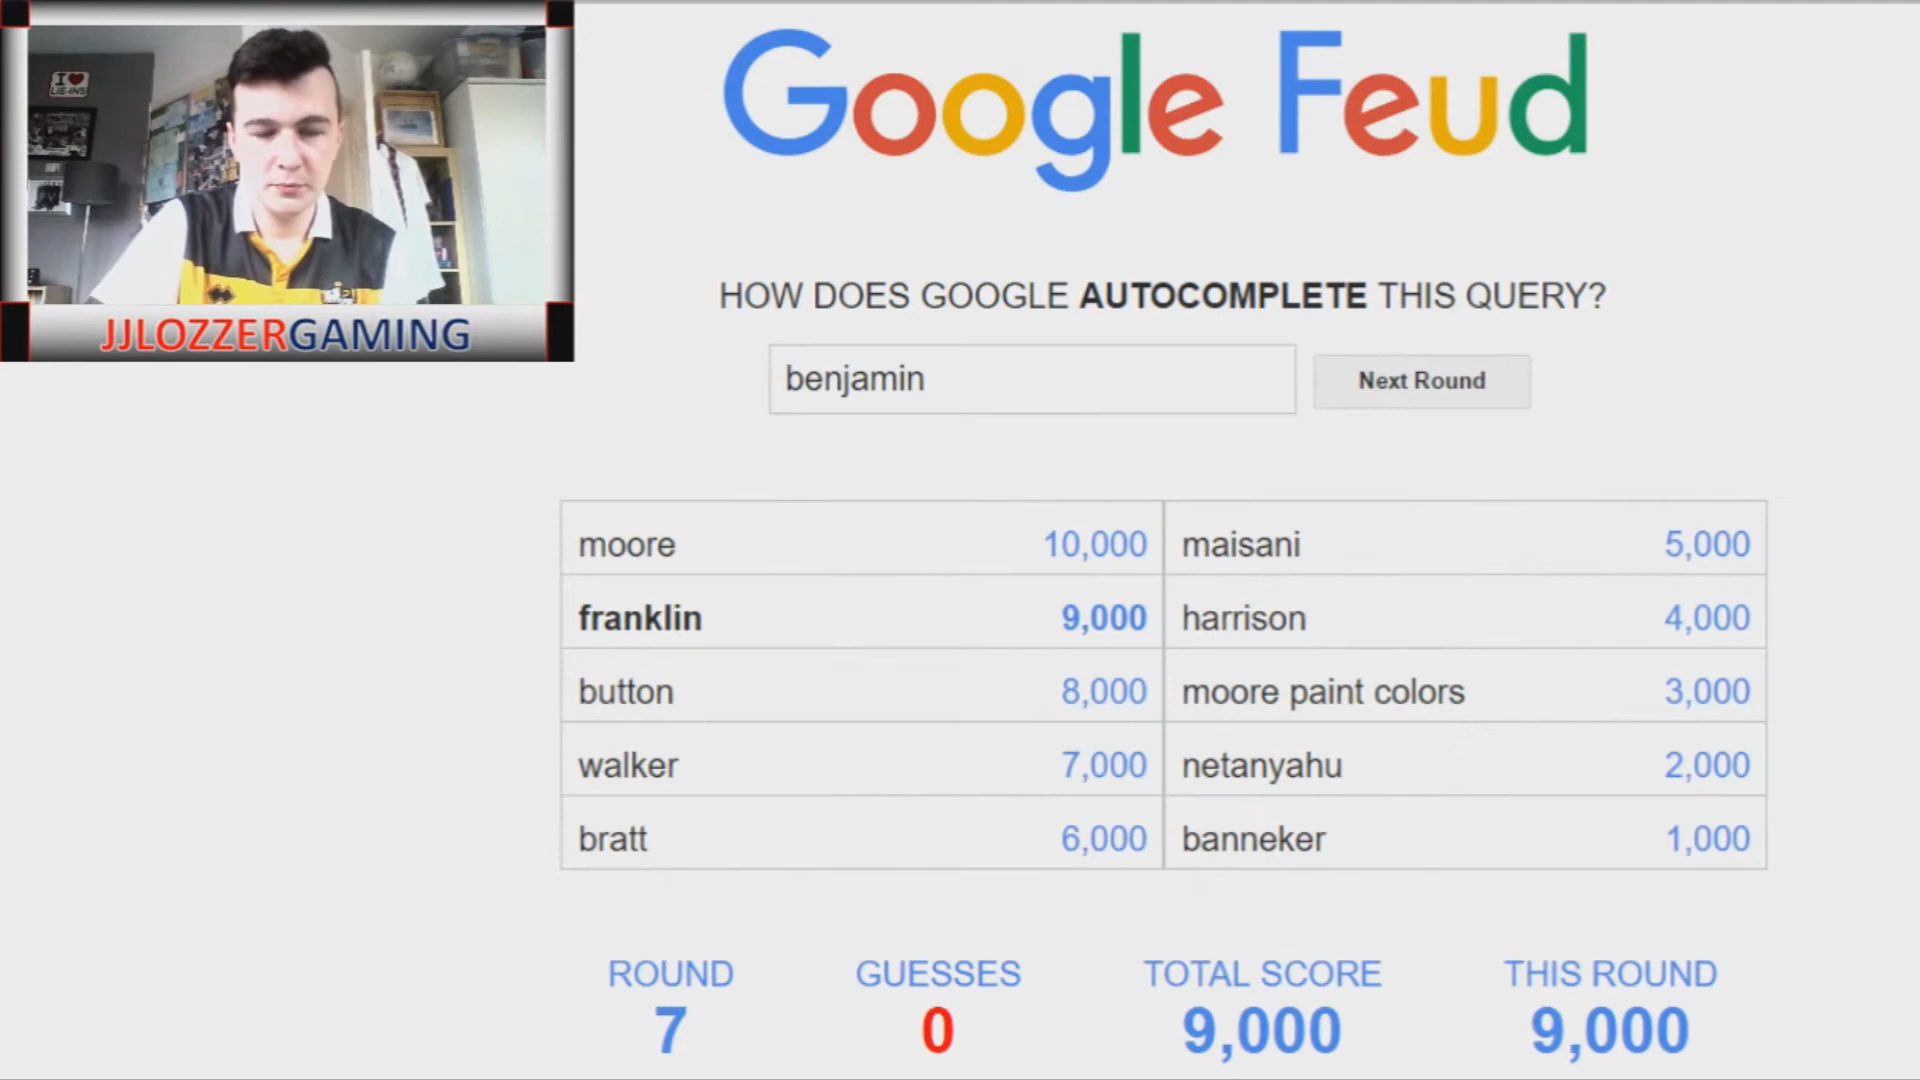 I ♥ LIE-INS
JJLOZZERGAMING
Google Feud
HOW DOES GOOGLE AUTOCOMPLETE THIS QUERY?
benjamin
Next Round
moore 10,000 maisani 5,000
franklin 9,000 harrison 4,000
button 8,000 moore paint colors 3,000
walker 7,000 netanyahu 2,000
bratt 6,000 banneker 1,000
ROUND GUESSES TOTAL SCORE THIS ROUND
7 0 9,000 9,000